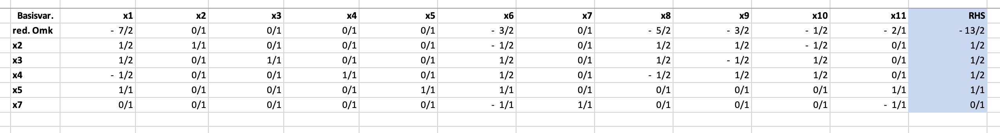 Basisvar. x1 x2 x3 x4 x5 x6 x7 x8 x9 x10 x11 RHS
red. Omk - 7/2 0/1 0/1 0/1 0/1 - 3/2 0/1 - 5/2 - 3/2 - 1/2 - 2/1 - 13/2
x2 1/2 1/1 0/1 0/1 0/1 - 1/2 0/1 1/2 1/2 - 1/2 0/1 1/2
x3 1/2 0/1 1/1 0/1 0/1 1/2 0/1 1/2 - 1/2 1/2 0/1 1/2
x4 - 1/2 0/1 0/1 1/1 0/1 1/2 0/1 - 1/2 1/2 1/2 0/1 1/2
x5 1/1 0/1 0/1 0/1 1/1 1/1 0/1 0/1 0/1 0/1 1/1 1/1
x7 0/1 0/1 0/1 0/1 0/1 - 1/1 1/1 0/1 0/1 0/1 - 1/1 0/1